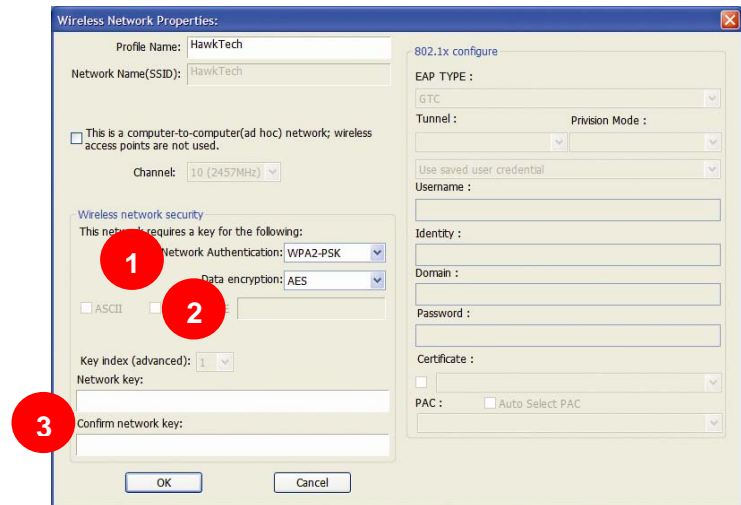 Wireless Network Properties:
Profile Name: HawkTech
Network Name(SSID): HawkTech
This is a computer-to-computer(ad hoc) network; wireless
access points are not used.
Channel: 10 (2457MHz)
Wireless network security
This network requires a key for the following:
1
Network Authentication: WPA2-PSK
Data encryption: AES
ASCII
2
Key index (advanced): 1
Network key:
3
Confirm network key:
OK
Cancel
802.1x configure
EAP TYPE :
GTC
Tunnel :
Privision Mode :
Use saved user credential
Username :
Identity :
Domain :
Password :
Certificate :
PAC :
Auto Select PAC